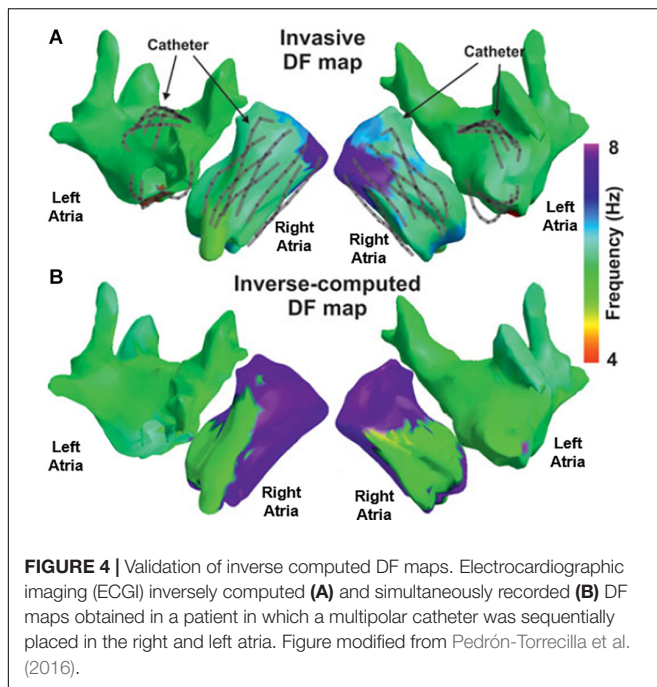 A
Catheter
Invasive
DF map
Catheter
Left
Atria
Right
Atria
Right
Atria
Left
Atria
8
Frequency (Hz)
4
B
Inverse-computed
DF map
Left
Atria
Right
Atria
Right
Atria
Left
Atria
FIGURE 4 | Validation of inverse computed DF maps. Electrocardiographic
imaging (ECGI) inversely computed (A) and simultaneously recorded (B) DF
maps obtained in a patient in which a multipolar catheter was sequentially
placed in the right and left atria. Figure modified from Pedrón-Torrecilla et al.
(2016).